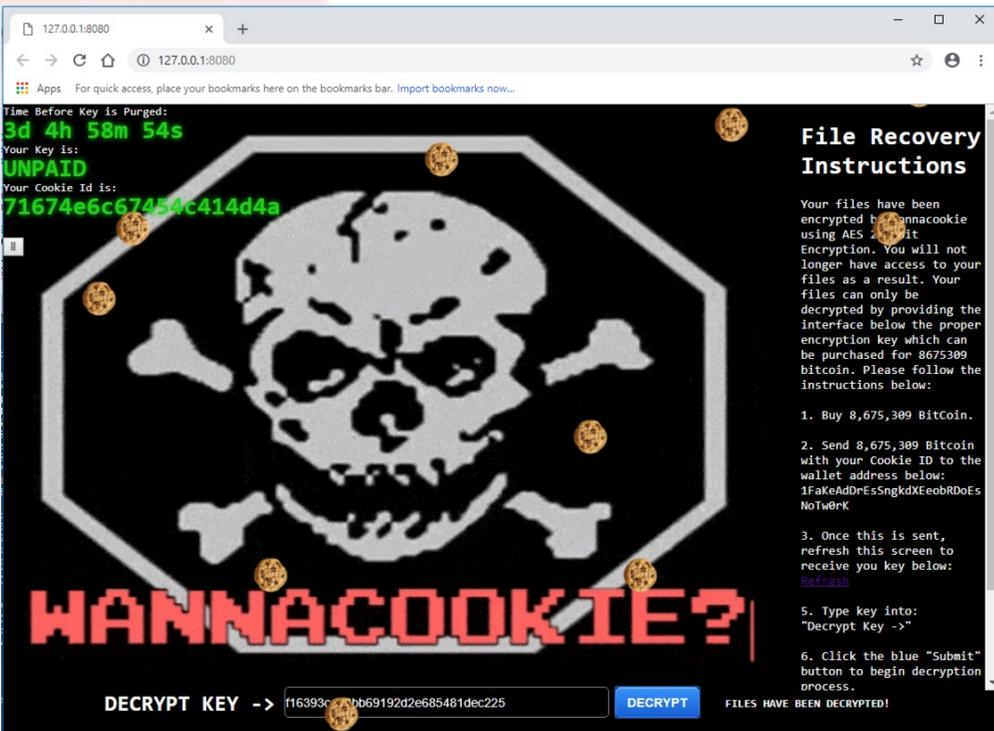 127.0.0.1:8080
127.0.0.1:8080
Apps For quick access, place your bookmarks here on the bookmarks bar. Import bookmarks now...
Time Before Key is Purged:
3d 4h 58m 54s
Your Key is:
UNPAID
Your Cookie Id is:
71674e6c67454c414d4a
File Recovery
Instructions
Your files have been
encrypted
using AES
Encryption. You will not
longer have access to your
files as a result. Your
files can only be
decrypted by providing the
interface below the proper
encryption key which can
be purchased for 8675309
bitcoin. Please follow the
instructions below:
1. Buy 8,675,309 BitCoin.
2. Send 8,675,309 Bitcoin
with your Cookie ID to the
wallet address below:
1FaKeAdDrEsSngkdXEeobRDoEs
NoTw0rK
3. Once this is sent,
refresh this screen to
receive you key below:
Refresh
5. Type key into:
"Decrypt Key ->"
6. Click the blue "Submit"
button to begin decryption
process.
WANNACOOKIE?
DECRYPT KEY -> DECRYPT FILES HAVE BEEN DECRYPTED!